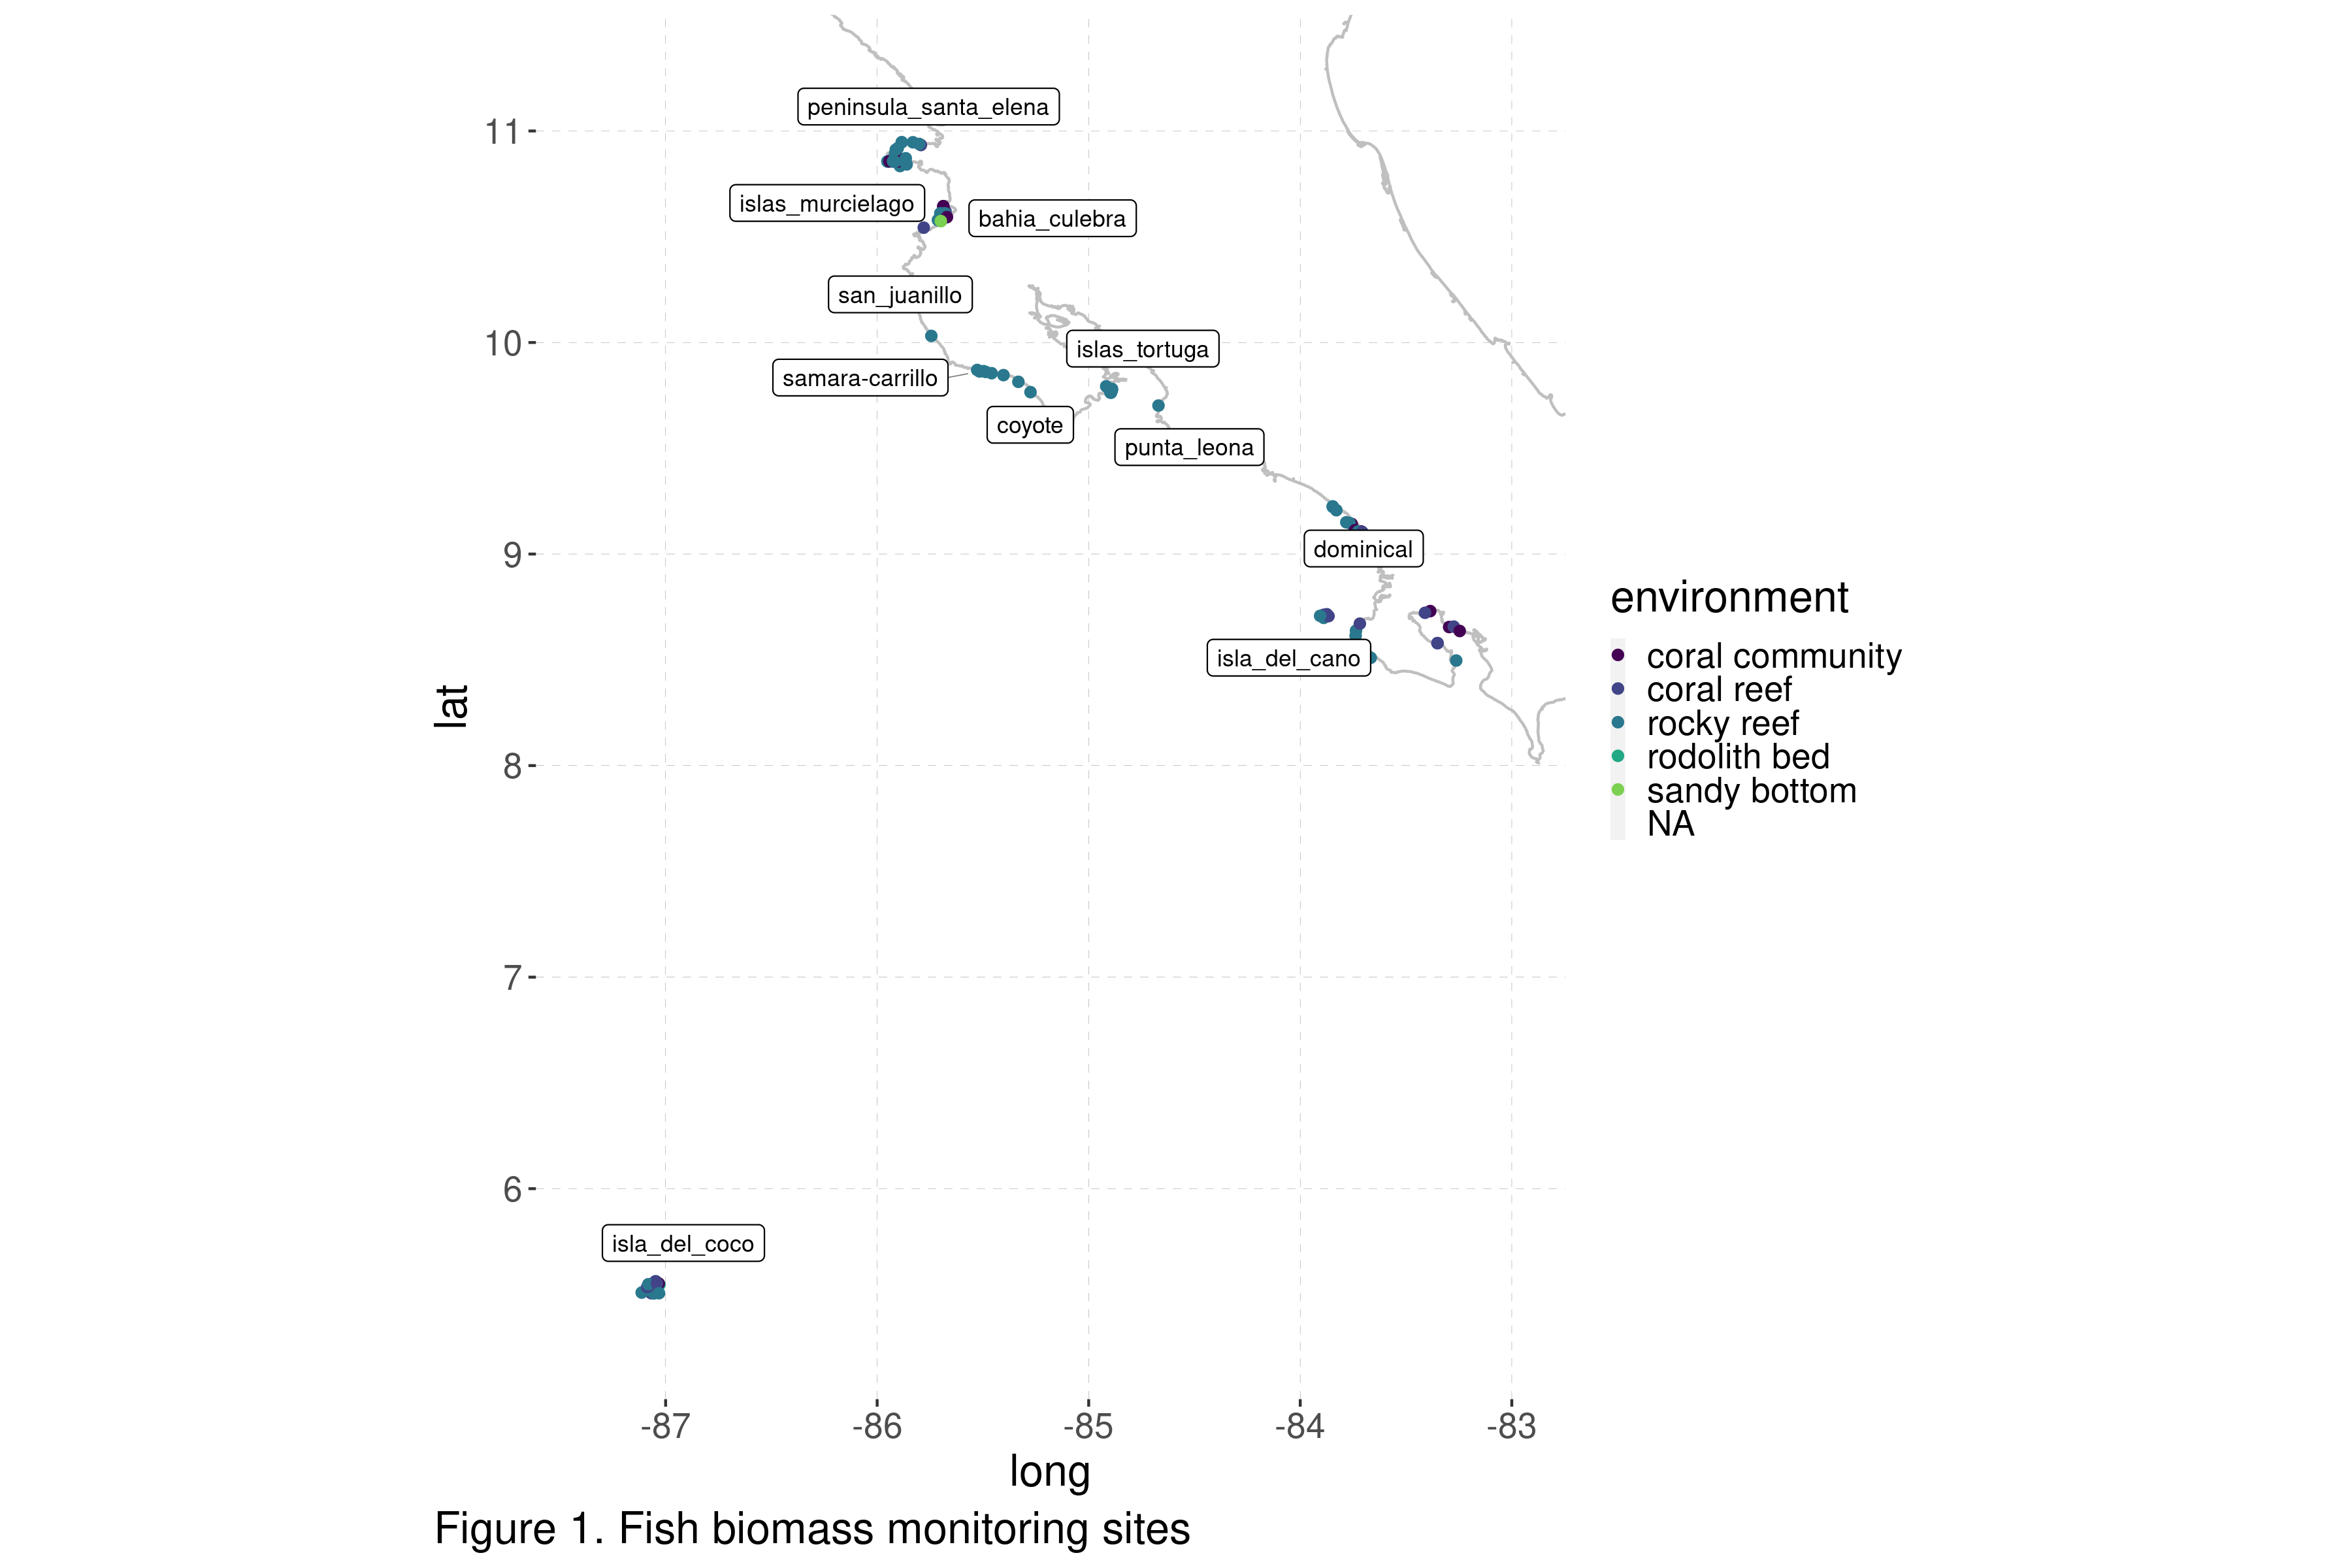 peninsula_santa_elena
11
islas_murcielago
bahia_culebra
san_juanillo
10
islas_tortuga
samara-carrillo
coyote
punta_leona
9
dominical
isla_del_cano
environment
coral community
coral reef
rocky reef
rodolith bed
sandy bottom
NA
lat
8
7
6
isla_del_coco
-87 -86 -85 -84 -83
long
Figure 1. Fish biomass monitoring sites